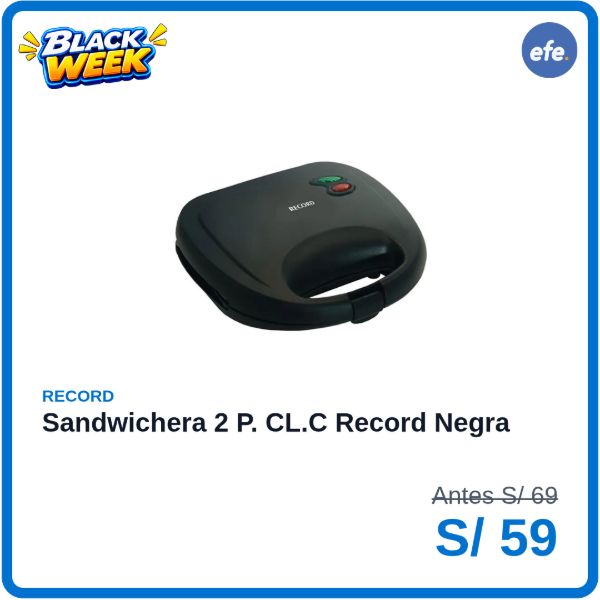 BLACK
WEEK
efe.
RECORD
RECORD
Sandwichera 2 P. CL.C Record Negra
Antes S/ 69
S/ 59